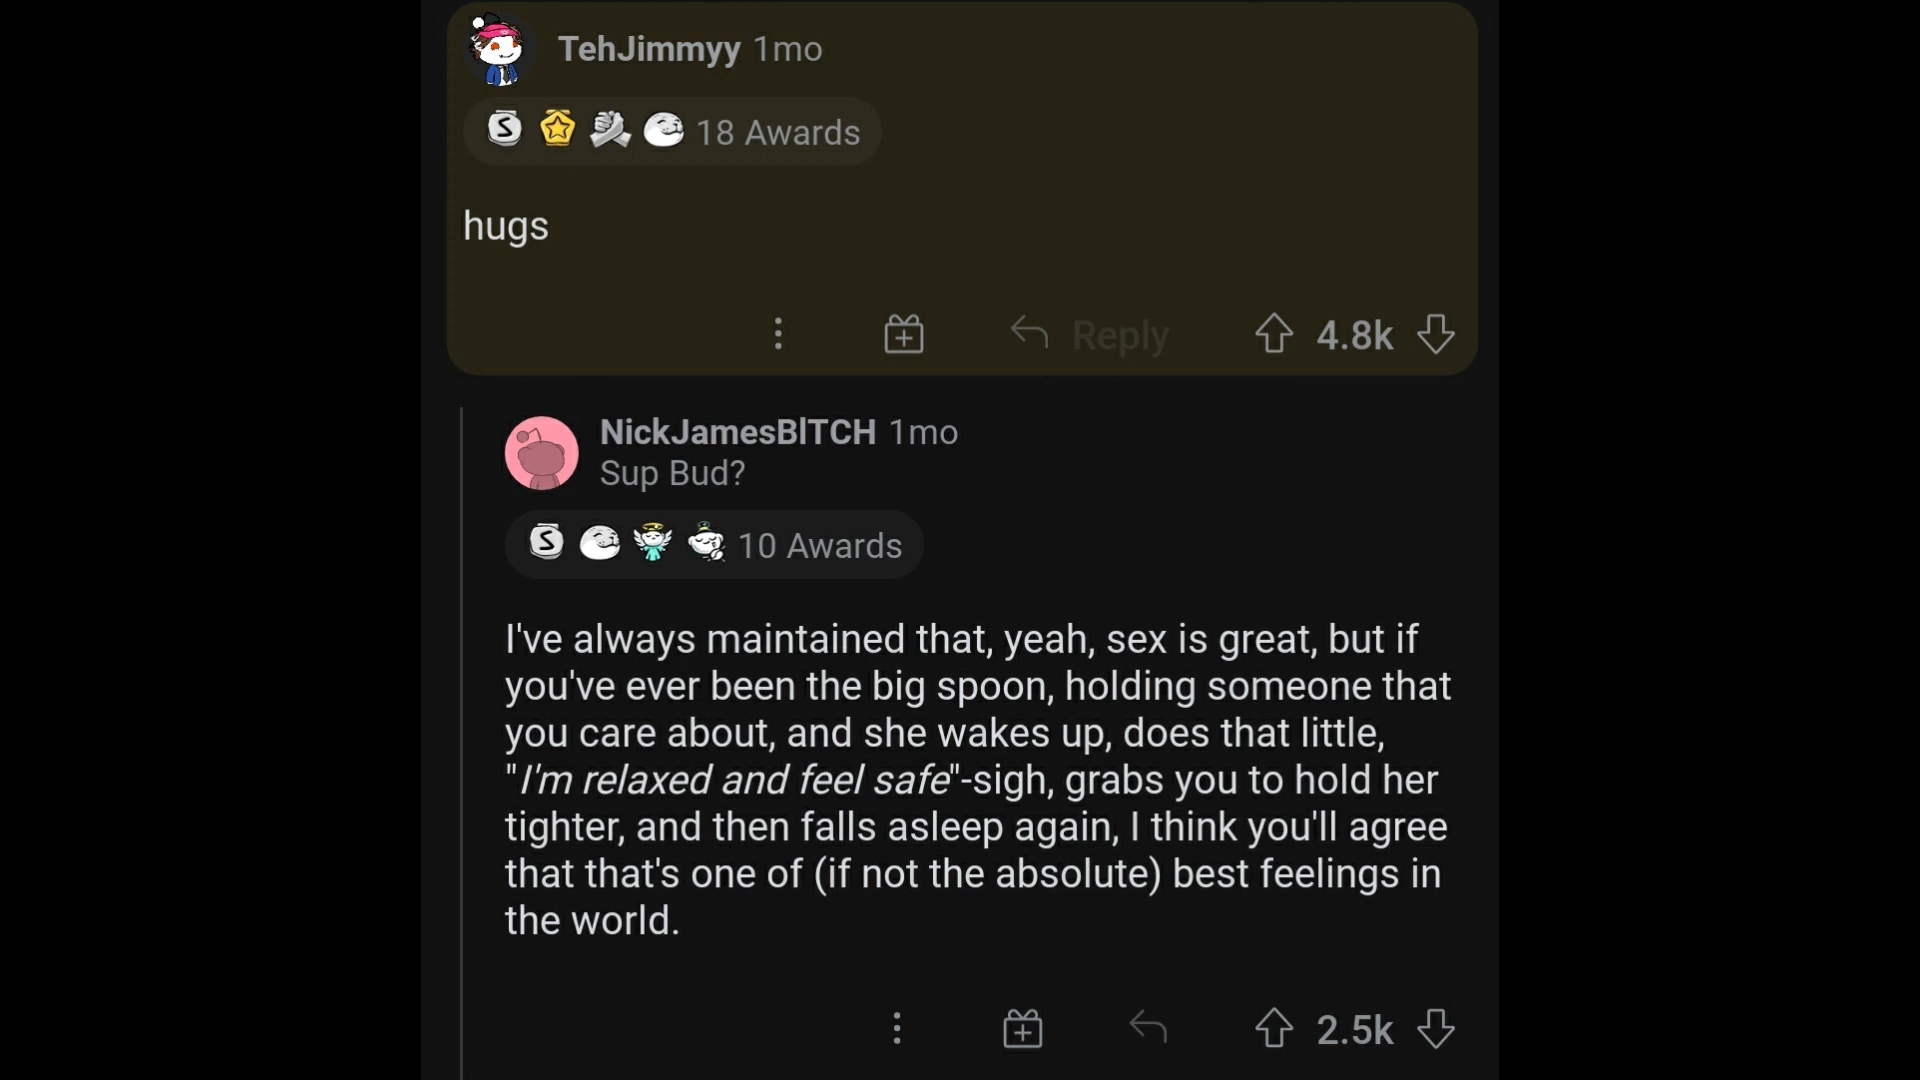 TehJimmyy 1mo
18 Awards
hugs
Reply 4.8k
NickJamesBlTCH 1mo
Sup Bud?
10 Awards
I've always maintained that, yeah, sex is great, but if
you've ever been the big spoon, holding someone that
you care about, and she wakes up, does that little,
"I'm relaxed and feel safe"-sigh, grabs you to hold her
tighter, and then falls asleep again, I think you'll agree
that that's one of (if not the absolute) best feelings in
the world.
2.5k